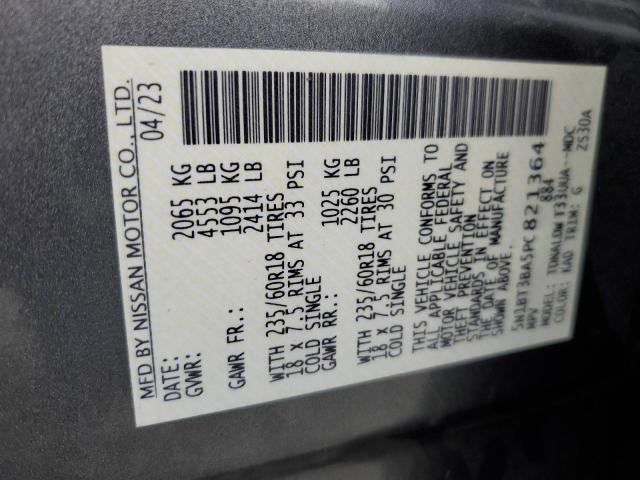 MFD BY NISSAN MOTOR CO., LTD.
DATE: 04/23
GVWR: 2065 KG
4553 LB
GAWR FR.: 1095 KG
2414 LB
WITH 235/60R18 TIRES
18 X 7.5 RIMS AT 33 PSI
COLD SINGLE
GAWR RR.: 1025 KG
2260 LB
WITH 235/60R18 TIRES
18 X 7.5 RIMS AT 30 PSI
COLD SINGLE
THIS VEHICLE CONFORMS TO
ALL APPLICABLE FEDERAL
MOTOR VEHICLE SAFETY AND
THEFT PREVENTION
STANDARDS IN EFFECT ON
THE DATE OF MANUFACTURE
SHOWN ABOVE.
5N1BT3BA5PC821364
MPV 884
MODEL: T33UUA--MDC
COLOR: KAD TRIM: G 2S30A